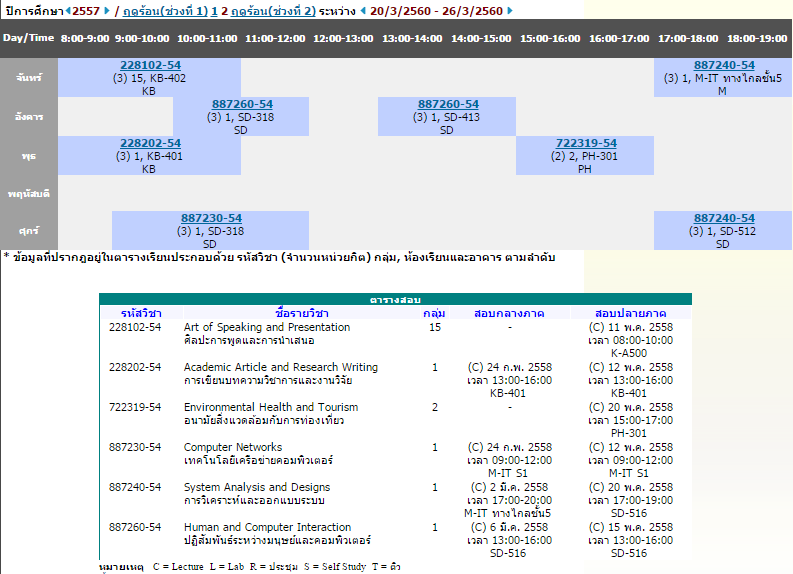 ปีการศึกษา 2557 / ฤดูร้อน(ช่วงที่ 1) 1 2 ฤดูร้อน(ช่วงที่ 2) ระหว่าง 20/3/2560 - 26/3/2560
Day/Time 8:00-9:00 9:00-10:00 10:00-11:00 11:00-12:00 12:00-13:00 13:00-14:00 14:00-15:00 15:00-16:00 16:00-17:00 17:00-18:00 18:00-19:00
จันทร์
228102-54
(3) 15, KB-402
KB
887240-54
(3) 1, M-IT ทางไกลชั้น5
M
อังคาร
887260-54
(3) 1, SD-318
SD
887260-54
(3) 1, SD-413
SD
พุธ
228202-54
(3) 1, KB-401
KB
722319-54
(2) 2, PH-301
PH
พฤหัสบดี
ศุกร์
887230-54
(3) 1, SD-318
SD
887240-54
(3) 1, SD-512
SD
* ข้อมูลที่ปรากฏอยู่ในตารางเรียนประกอบด้วย รหัสวิชา (จำนวนหน่วยกิต) กลุ่ม, ห้องเรียนและอาคาร ตามลำดับ
ตารางสอบ
รหัสวิชา ชื่อรายวิชา กลุ่ม สอบกลางภาค สอบปลายภาค
228102-54 Art of Speaking and Presentation 15 - (C) 11 พ.ค. 2558
ศิลปะการพูดและการนำเสนอ เวลา 08:00-10:00
K-A500
228202-54 Academic Article and Research Writing 1 (C) 24 ก.พ. 2558 (C) 12 พ.ค. 2558
การเขียนบทความวิชาการและงานวิจัย เวลา 13:00-16:00 เวลา 13:00-16:00
KB-401 KB-401
722319-54 Environmental Health and Tourism 2 - (C) 20 พ.ค. 2558
อนามัยสิ่งแวดล้อมกับการท่องเที่ยว เวลา 15:00-17:00
PH-301
887230-54 Computer Networks 1 (C) 24 ก.พ. 2558 (C) 12 พ.ค. 2558
เทคโนโลยีเครือข่ายคอมพิวเตอร์ เวลา 09:00-12:00 เวลา 09:00-12:00
M-IT S1 M-IT S1
887240-54 System Analysis and Designs 1 (C) 2 มี.ค. 2558 (C) 20 พ.ค. 2558
การวิเคราะห์และออกแบบระบบ เวลา 17:00-20:00 เวลา 17:00-19:00
M-IT ทางไกลชั้น5 SD-516
887260-54 Human and Computer Interaction 1 (C) 6 มี.ค. 2558 (C) 15 พ.ค. 2558
ปฏิสัมพันธ์ระหว่างมนุษย์และคอมพิวเตอร์ เวลา 13:00-16:00 เวลา 13:00-16:00
SD-516 SD-516
หมายเหตุ C = Lecture L = Lab R = ประชุม S = Self Study T = ติว